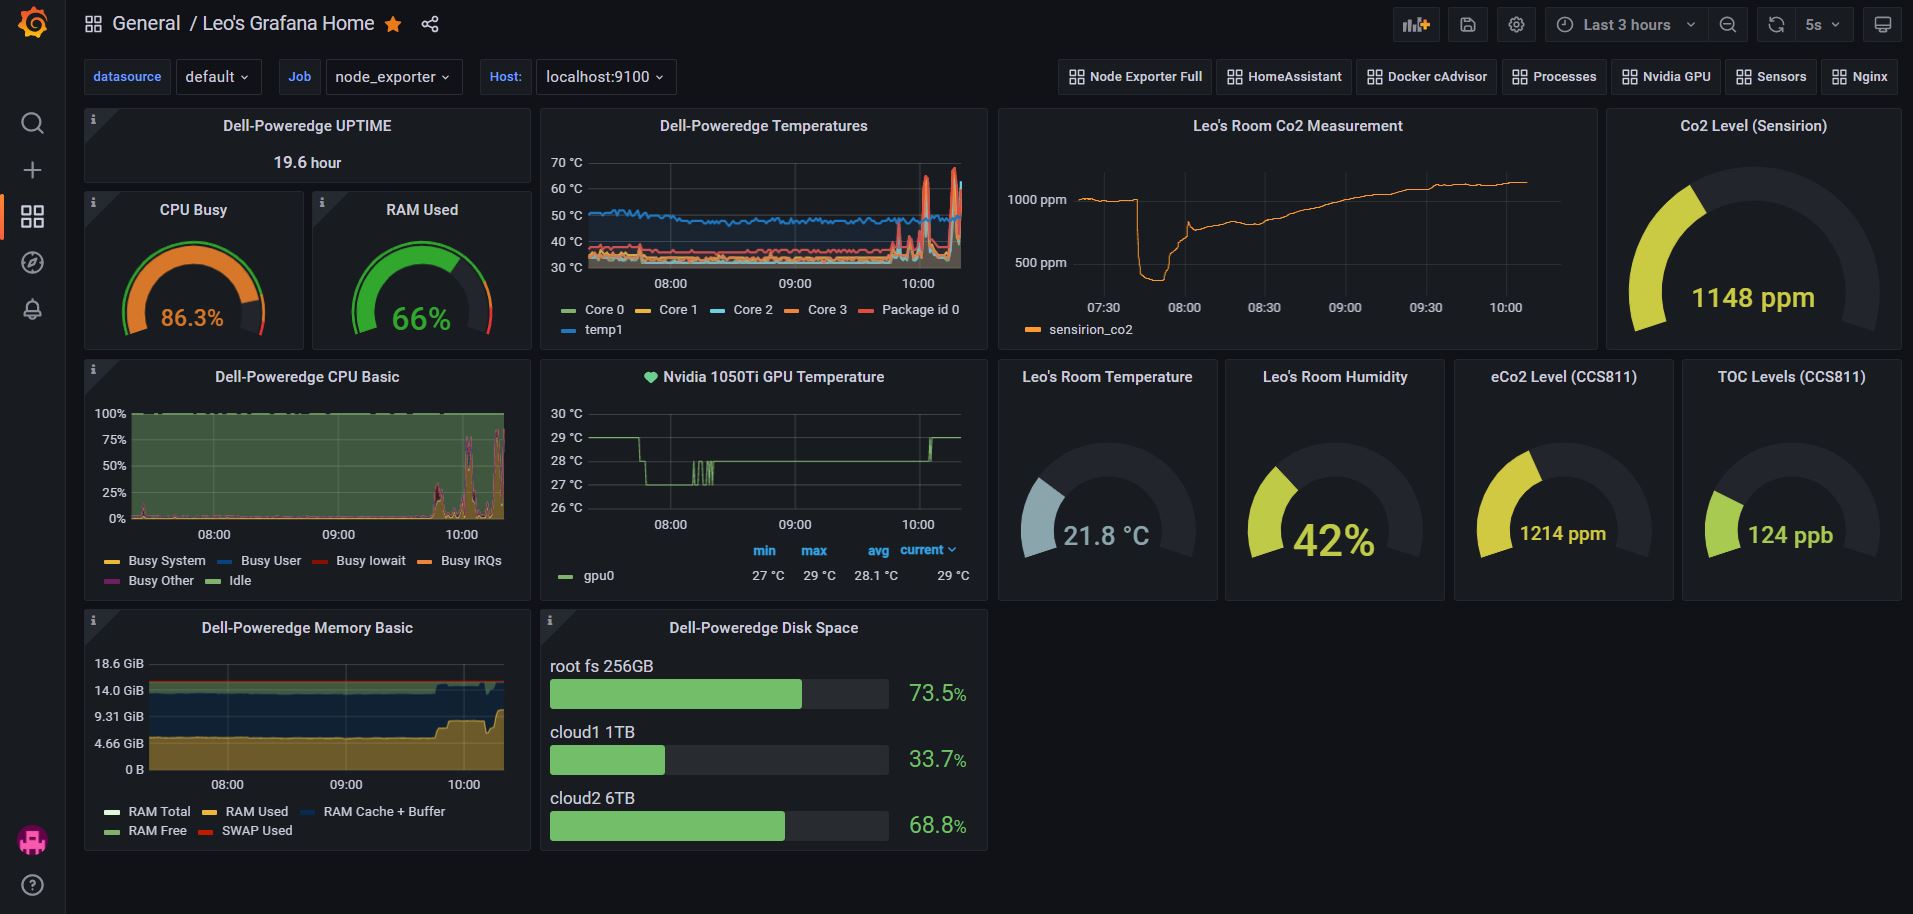 General / Leo's Grafana Home
Last 3 hours
5s
datasource default Job node_exporter Host: localhost:9100
Node Exporter Full HomeAssistant Docker cAdvisor Processes Nvidia GPU Sensors Nginx
Dell-Poweredge UPTIME
19.6 hour
CPU Busy
86.3%
RAM Used
66%
Dell-Poweredge Temperatures
70 °C
60 °C
50 °C
40 °C
30 °C
08:00 09:00 10:00
Core 0 Core 1 Core 2 Core 3 Package id 0
temp1
Leo's Room Co2 Measurement
1000 ppm
500 ppm
07:30 08:00 08:30 09:00 09:30 10:00
sensirion_co2
Co2 Level (Sensirion)
1148 ppm
Dell-Poweredge CPU Basic
100%
75%
50%
25%
0%
08:00 09:00 10:00
Busy System Busy User Busy Iowait Busy IRQs
Busy Other Idle
Nvidia 1050Ti GPU Temperature
30 °C
29 °C
28 °C
27 °C
26 °C
08:00 09:00 10:00
min max avg current
gpu0 27 °C 29 °C 28.1 °C 29 °C
Leo's Room Temperature
21.8 °C
Leo's Room Humidity
42%
eCo2 Level (CCS811)
1214 ppm
TOC Levels (CCS811)
124 ppb
Dell-Poweredge Memory Basic
18.6 GiB
14.0 GiB
9.31 GiB
4.66 GiB
0 B
08:00 09:00 10:00
RAM Total RAM Used RAM Cache + Buffer
RAM Free SWAP Used
Dell-Poweredge Disk Space
root fs 256GB
73.5%
cloud1 1TB
33.7%
cloud2 6TB
68.8%